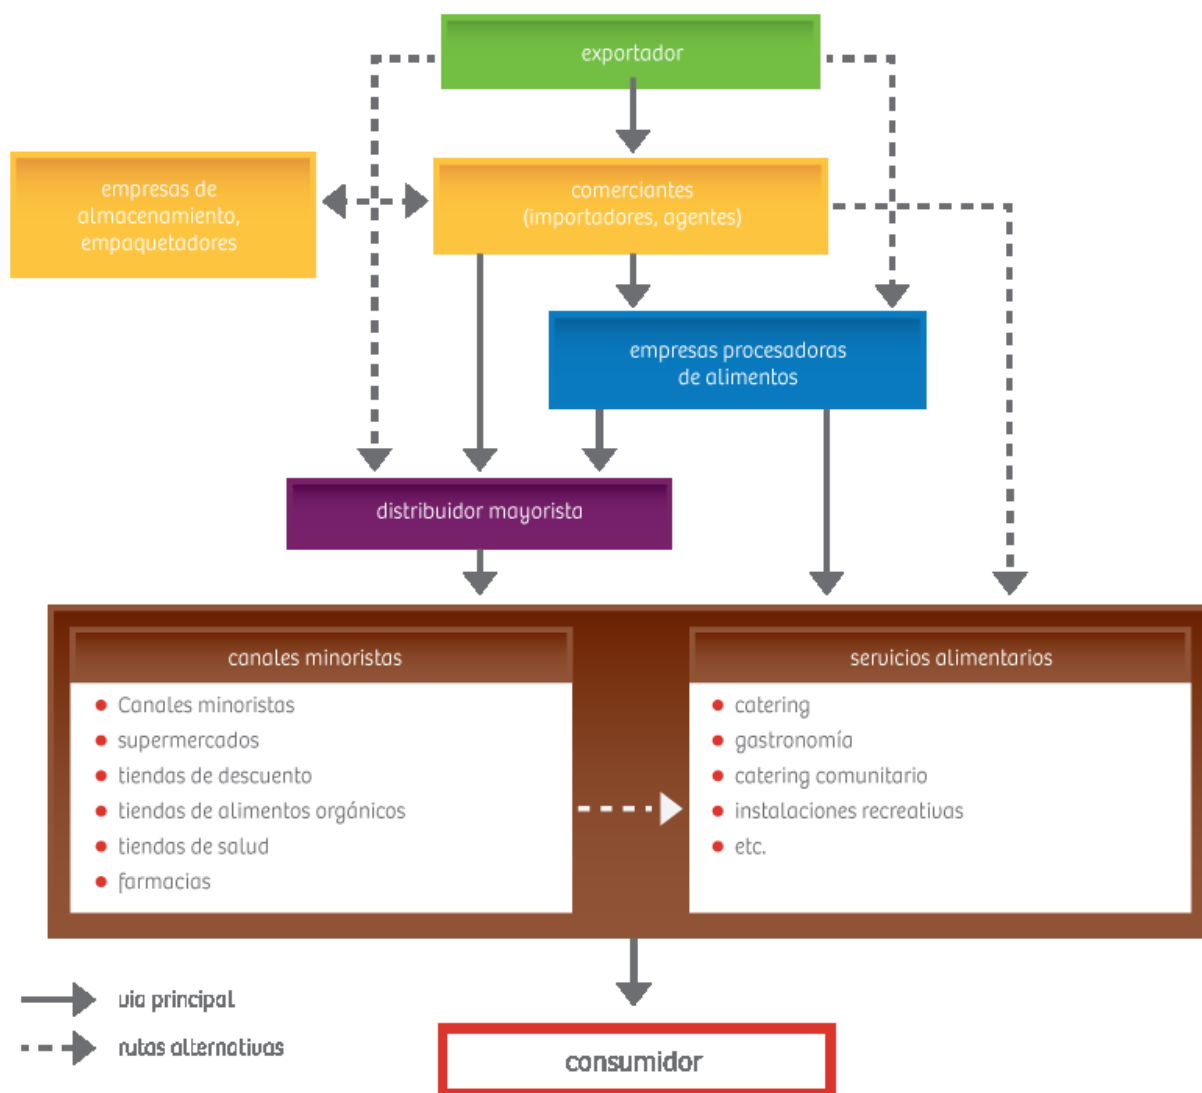 exportador
empresas de
almacenamiento,
empaquetadores
comerciantes
(importadores, agentes)
empresas procesadoras
de alimentos
distribuidor mayorista
canales minoristas
Canales minoristas
supermercados
tiendas de descuento
tiendas de alimentos orgánicos
tiendas de salud
farmacias
servicios alimentarios
catering
gastronomía
catering comunitario
instalaciones recreativas
etc.
via principal
rutas alternativas
consumidor